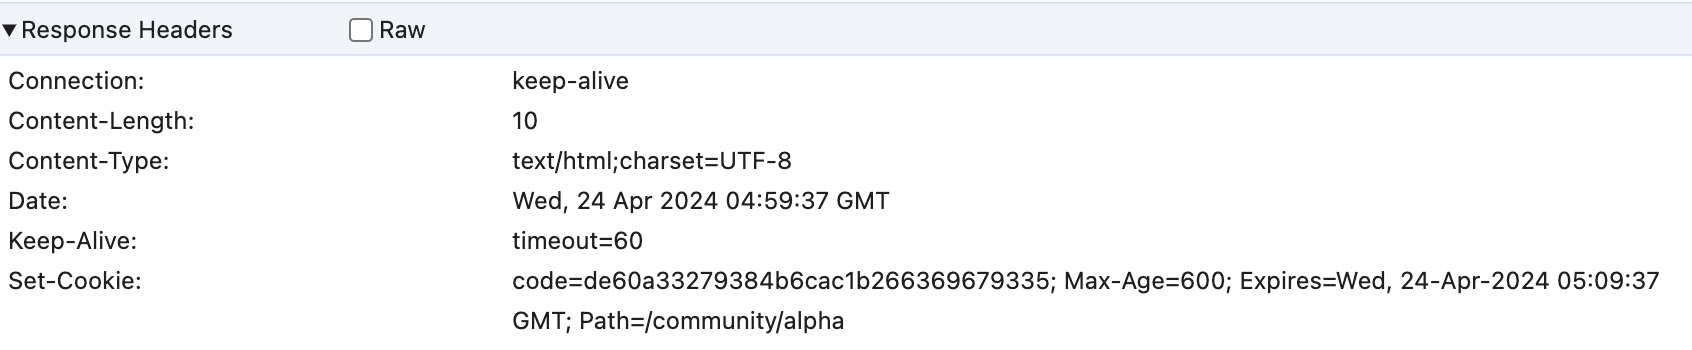 ▼ Response Headers Raw
Connection: keep-alive
Content-Length: 10
Content-Type: text/html;charset=UTF-8
Date: Wed, 24 Apr 2024 04:59:37 GMT
Keep-Alive: timeout=60
Set-Cookie: code=de60a33279384b6cac1b266369679335; Max-Age=600; Expires=Wed, 24-Apr-2024 05:09:37
GMT; Path=/community/alpha